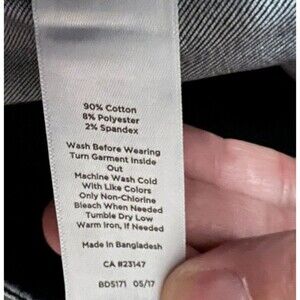 90% Cotton
8% Polyester
2% Spandex
Wash Before Wearing
Turn Garment Inside
Out
Machine Wash Cold
With Like Colors
Only Non-Chlorine
Bleach When Needed
Tumble Dry Low
Warm Iron, if Needed
Made in Bangladesh
CA #23147
BD5171 05/17